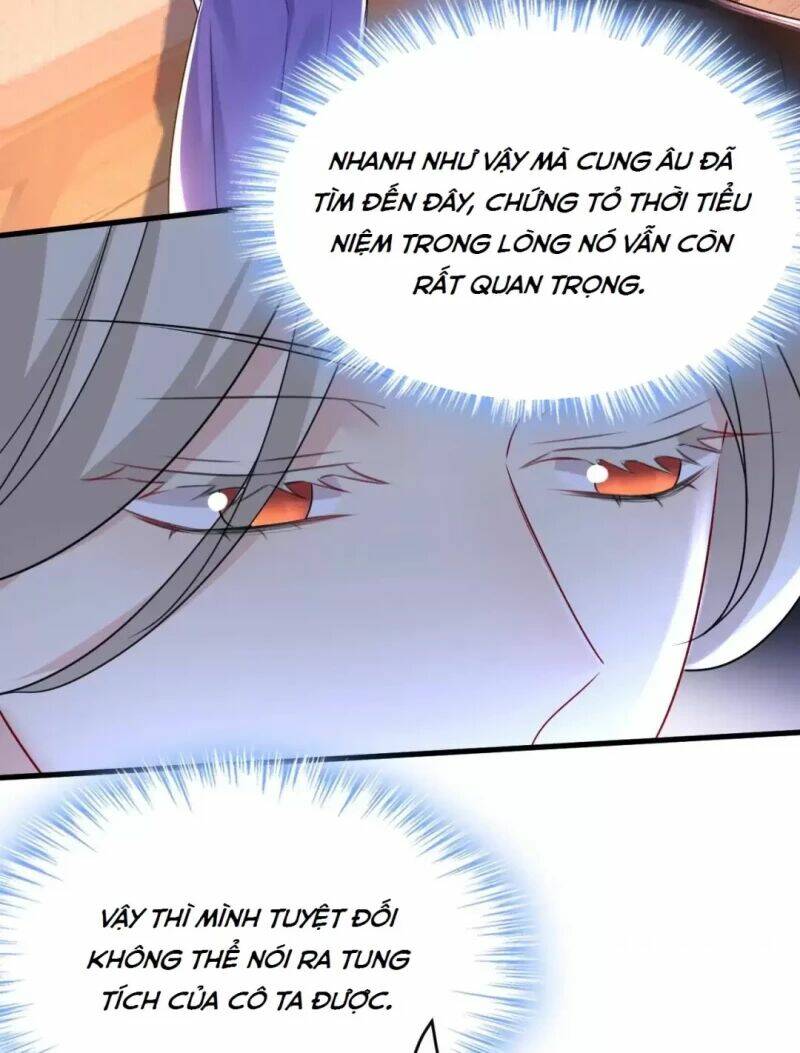 NHANH NHƯ VẬY MÀ CUNG ÂU ĐÃ
TÌM ĐẾN ĐÂY, CHỨNG TỎ THỜI TIỂU
NIỆM TRONG LÒNG NÓ VẪN CÒN
RẤT QUAN TRỌNG.
VẬY THÌ MÌNH TUYỆT ĐỐI
KHÔNG THỂ NÓI RA TUNG
TÍCH CỦA CÔ TA ĐƯỢC.